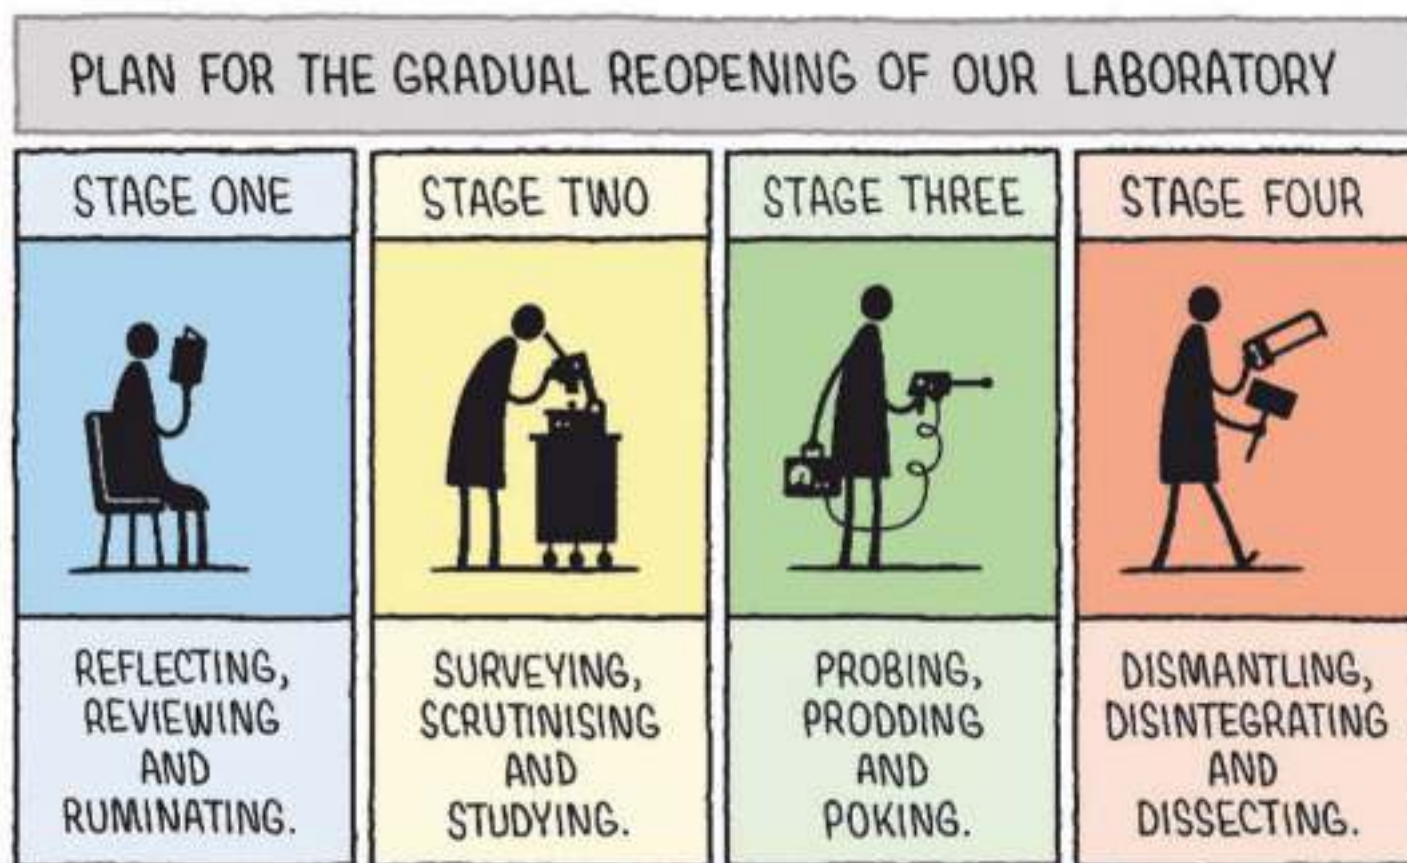 PLAN FOR THE GRADUAL REOPENING OF OUR LABORATORY
STAGE ONE
REFLECTING,
REVIEWING
AND
RUMINATING.
STAGE TWO
SURVEYING,
SCRUTINISING
AND
STUDYING.
STAGE THREE
PROBING,
PRODDING
AND
POKING.
STAGE FOUR
DISMANTLING,
DISINTEGRATING
AND
DISSECTING.